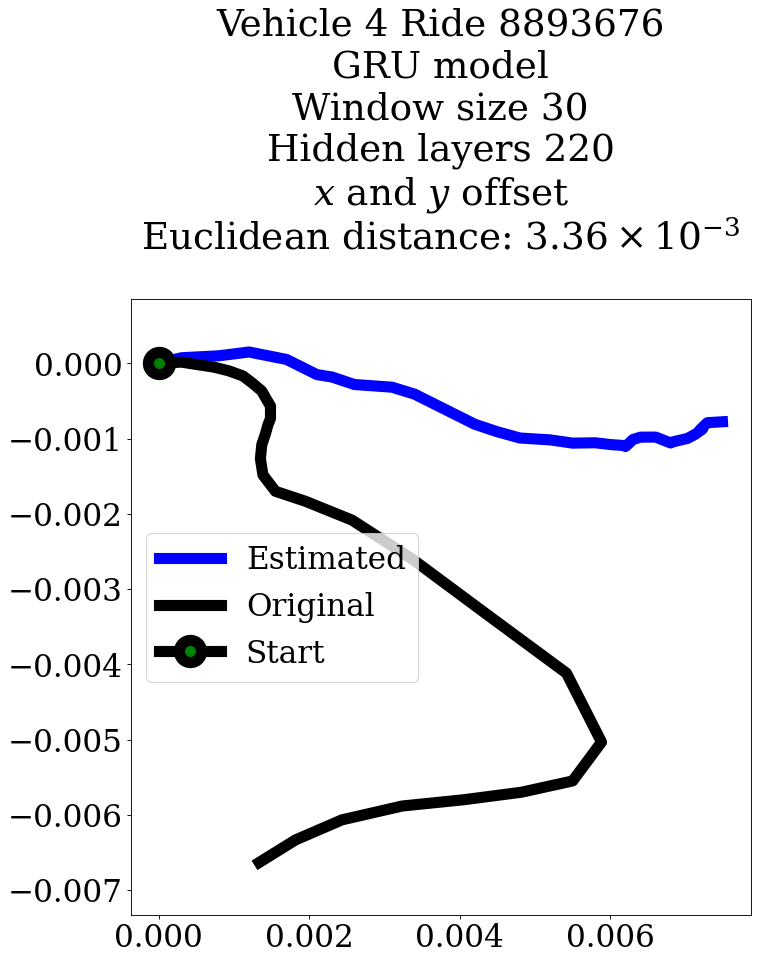 Vehicle 4 Ride 8893676
GRU model
Window size 30
Hidden layers 220
x and y offset
Euclidean distance: 3.36 × 10⁻³
0.000
−0.001
−0.002
−0.003
−0.004
−0.005
−0.006
−0.007
Estimated
Original
Start
0.000 0.002 0.004 0.006